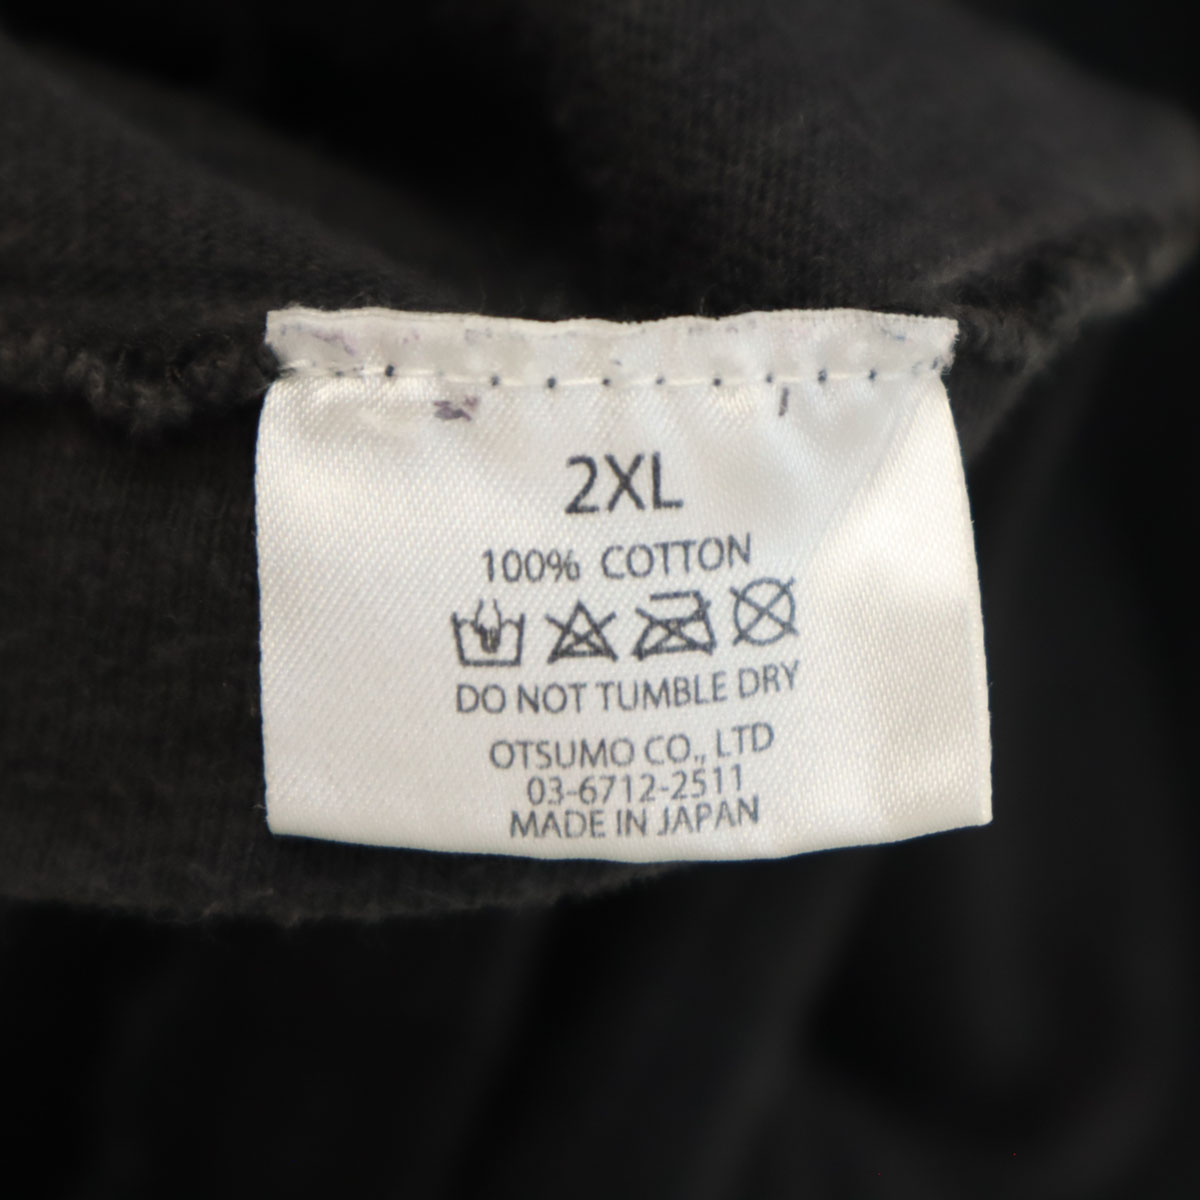 2XL
100% COTTON
DO NOT TUMBLE DRY
OTSUMO CO., LTD
03-6712-2511
MADE IN JAPAN